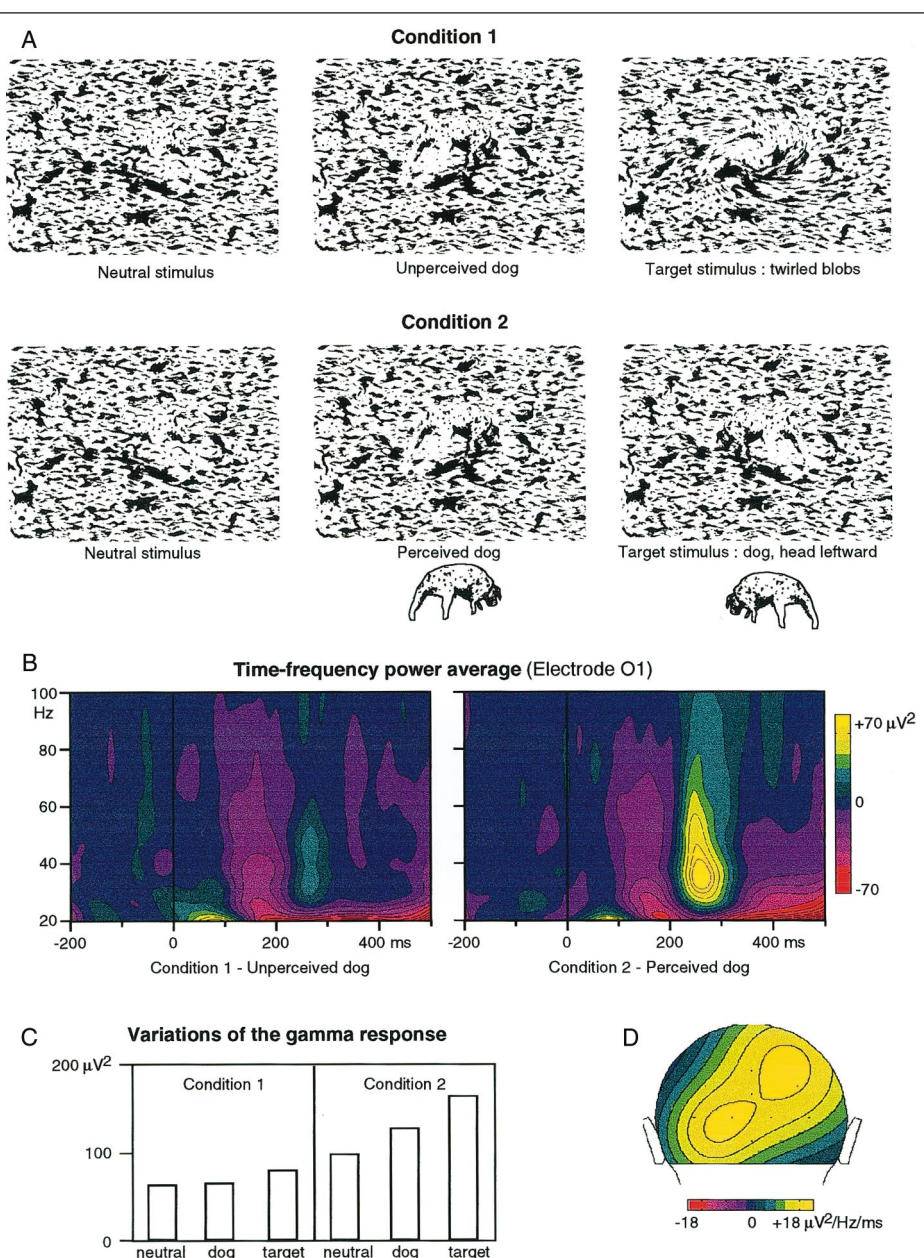 A
Condition 1
Neutral stimulus
Unperceived dog
Target stimulus : twirled blobs
Condition 2
Neutral stimulus
Perceived dog
Target stimulus : dog, head leftward
B
Time-frequency power average (Electrode O1)
100
Hz
80
60
40
20
-200 0 200 400 ms
Condition 1 - Unperceived dog
-200 0 200 400 ms
Condition 2 - Perceived dog
+70 µV²
0
-70
C
Variations of the gamma response
200 µV²
100
0
Condition 1
Condition 2
neutral dog target neutral dog target
D
-18 0 +18 µV²/Hz/ms